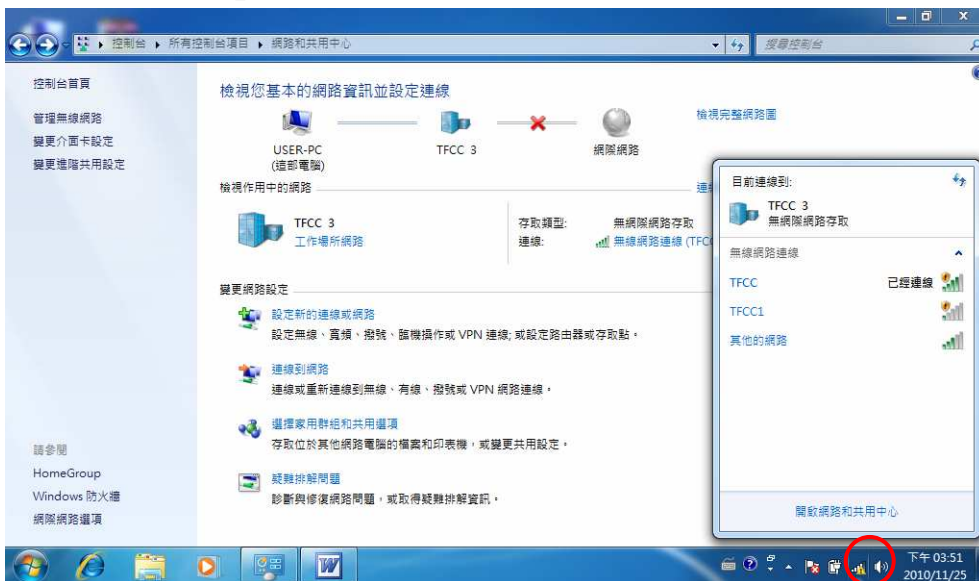 控制台 ▸ 所有控制台項目 ▸ 網路和共用中心
搜尋控制台
控制台首頁
管理無線網路
變更介面卡設定
變更進階共用設定
請參閱
HomeGroup
Windows 防火牆
網際網路選項
檢視您基本的網路資訊並設定連線
檢視完整網路圖
USER-PC
(這部電腦)
TFCC 3
網際網路
檢視作用中的網路
TFCC 3
工作場所網路
存取類型: 無網際網路存取
連線: 無線網路連線 (TFCC
變更網路設定
設定新的連線或網路
設定無線、寬頻、撥號、臨機操作或 VPN 連線; 或設定路由器或存取點。
連線到網路
連線或重新連線到無線、有線、撥號或 VPN 網路連線。
選擇家用群組和共用選項
存取位於其他網路電腦的檔案和印表機，或變更共用設定。
疑難排解問題
診斷與修復網路問題，或取得疑難排解資訊。
目前連線到:
TFCC 3
無網際網路存取
無線網路連線
TFCC 已經連線
TFCC1
其他的網路
開啟網路和共用中心
下午 03:51
2010/11/25